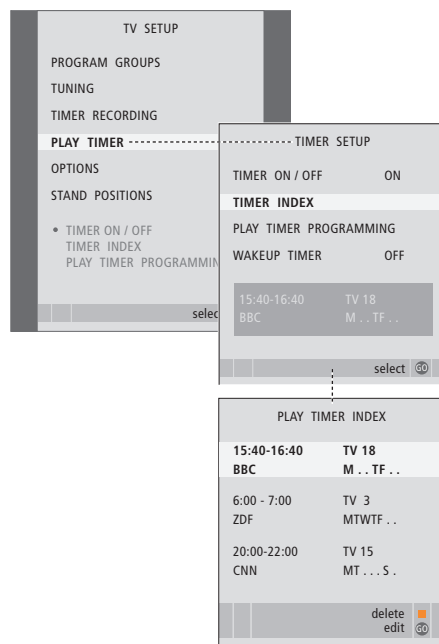 TV SETUP
PROGRAM GROUPS
TUNING
TIMER RECORDING
PLAY TIMER
OPTIONS
STAND POSITIONS
• TIMER ON / OFF
TIMER INDEX
PLAY TIMER PROGRAMMIN
selec
TIMER SETUP
TIMER ON / OFF ON
TIMER INDEX
PLAY TIMER PROGRAMMING
WAKEUP TIMER OFF
15:40-16:40 TV 18
BBC M . . TF . .
select GO
PLAY TIMER INDEX
15:40-16:40 TV 18
BBC M . . TF . .
6:00 - 7:00 TV 3
ZDF MTWTF . .
20:00-22:00 TV 15
CNN MT . . . S .
delete
edit GO